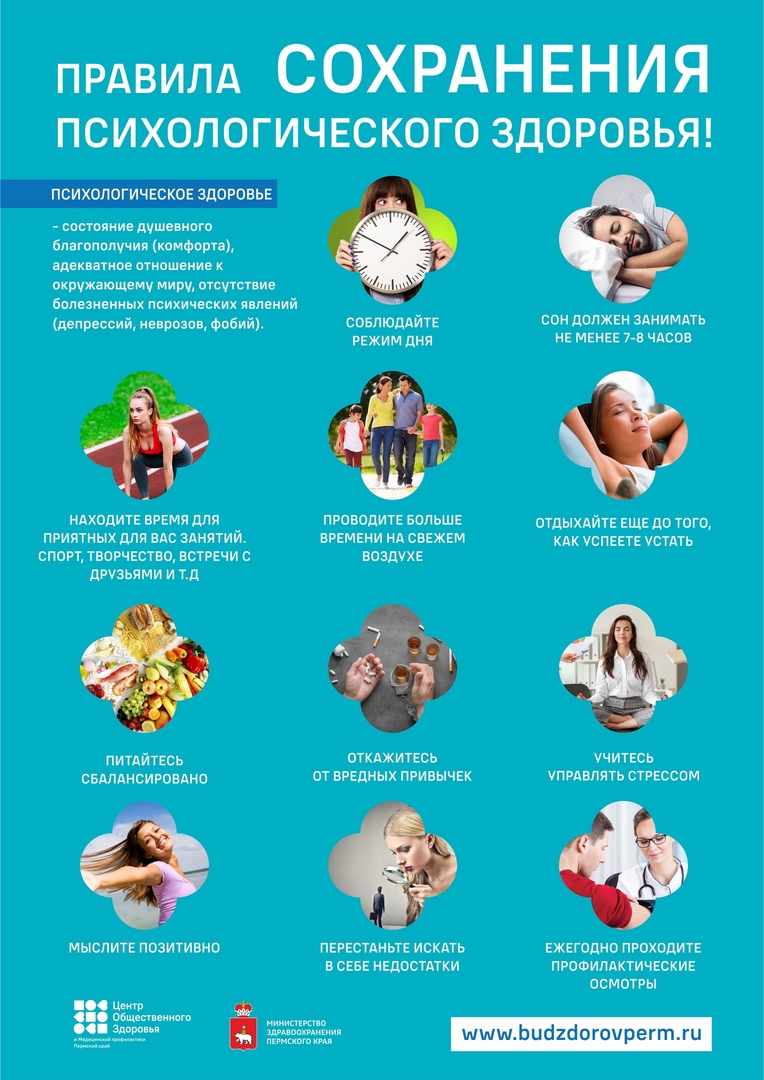 ПРАВИЛА СОХРАНЕНИЯ
ПСИХОЛОГИЧЕСКОГО ЗДОРОВЬЯ!
ПСИХОЛОГИЧЕСКОЕ ЗДОРОВЬЕ
- состояние душевного
благополучия (комфорта),
адекватное отношение к
окружающему миру, отсутствие
болезненных психических явлений
(депрессий, неврозов, фобий).
СОБЛЮДАЙТЕ
РЕЖИМ ДНЯ
СОН ДОЛЖЕН ЗАНИМАТЬ
НЕ МЕНЕЕ 7-8 ЧАСОВ
НАХОДИТЕ ВРЕМЯ ДЛЯ
ПРИЯТНЫХ ДЛЯ ВАС ЗАНЯТИЙ.
СПОРТ, ТВОРЧЕСТВО, ВСТРЕЧИ С
ДРУЗЬЯМИ И Т.Д
ПРОВОДИТЕ БОЛЬШЕ
ВРЕМЕНИ НА СВЕЖЕМ
ВОЗДУХЕ
ОТДЫХАЙТЕ ЕЩЕ ДО ТОГО,
КАК УСПЕЕТЕ УСТАТЬ
ПИТАЙТЕСЬ
СБАЛАНСИРОВАНО
ОТКАЖИТЕСЬ
ОТ ВРЕДНЫХ ПРИВЫЧЕК
УЧИТЕСЬ
УПРАВЛЯТЬ СТРЕССОМ
МЫСЛИТЕ ПОЗИТИВНО
ПЕРЕСТАНЬТЕ ИСКАТЬ
В СЕБЕ НЕДОСТАТКИ
ЕЖЕГОДНО ПРОХОДИТЕ
ПРОФИЛАКТИЧЕСКИЕ
ОСМОТРЫ
Центр
Общественного
Здоровья
и Медицинской профилактики
Пермский край
МИНИСТЕРСТВО
ЗДРАВООХРАНЕНИЯ
ПЕРМСКОГО КРАЯ
www.budzdorovperm.ru